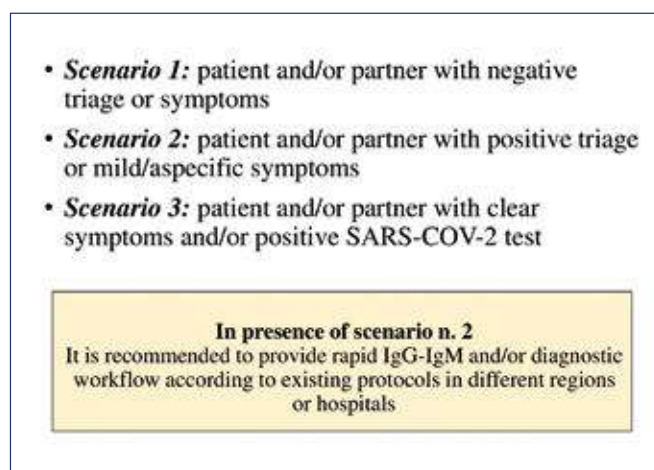 • Scenario 1: patient and/or partner with negative
triage or symptoms
• Scenario 2: patient and/or partner with positive triage
or mild/aspecific symptoms
• Scenario 3: patient and/or partner with clear
symptoms and/or positive SARS-COV-2 test
In presence of scenario n. 2
It is recommended to provide rapid IgG-IgM and/or diagnostic
workflow according to existing protocols in different regions
or hospitals